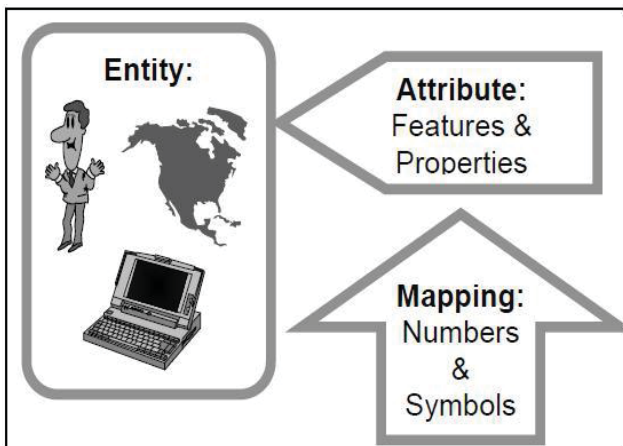 Entity:
Attribute:
Features &
Properties
Mapping:
Numbers
&
Symbols